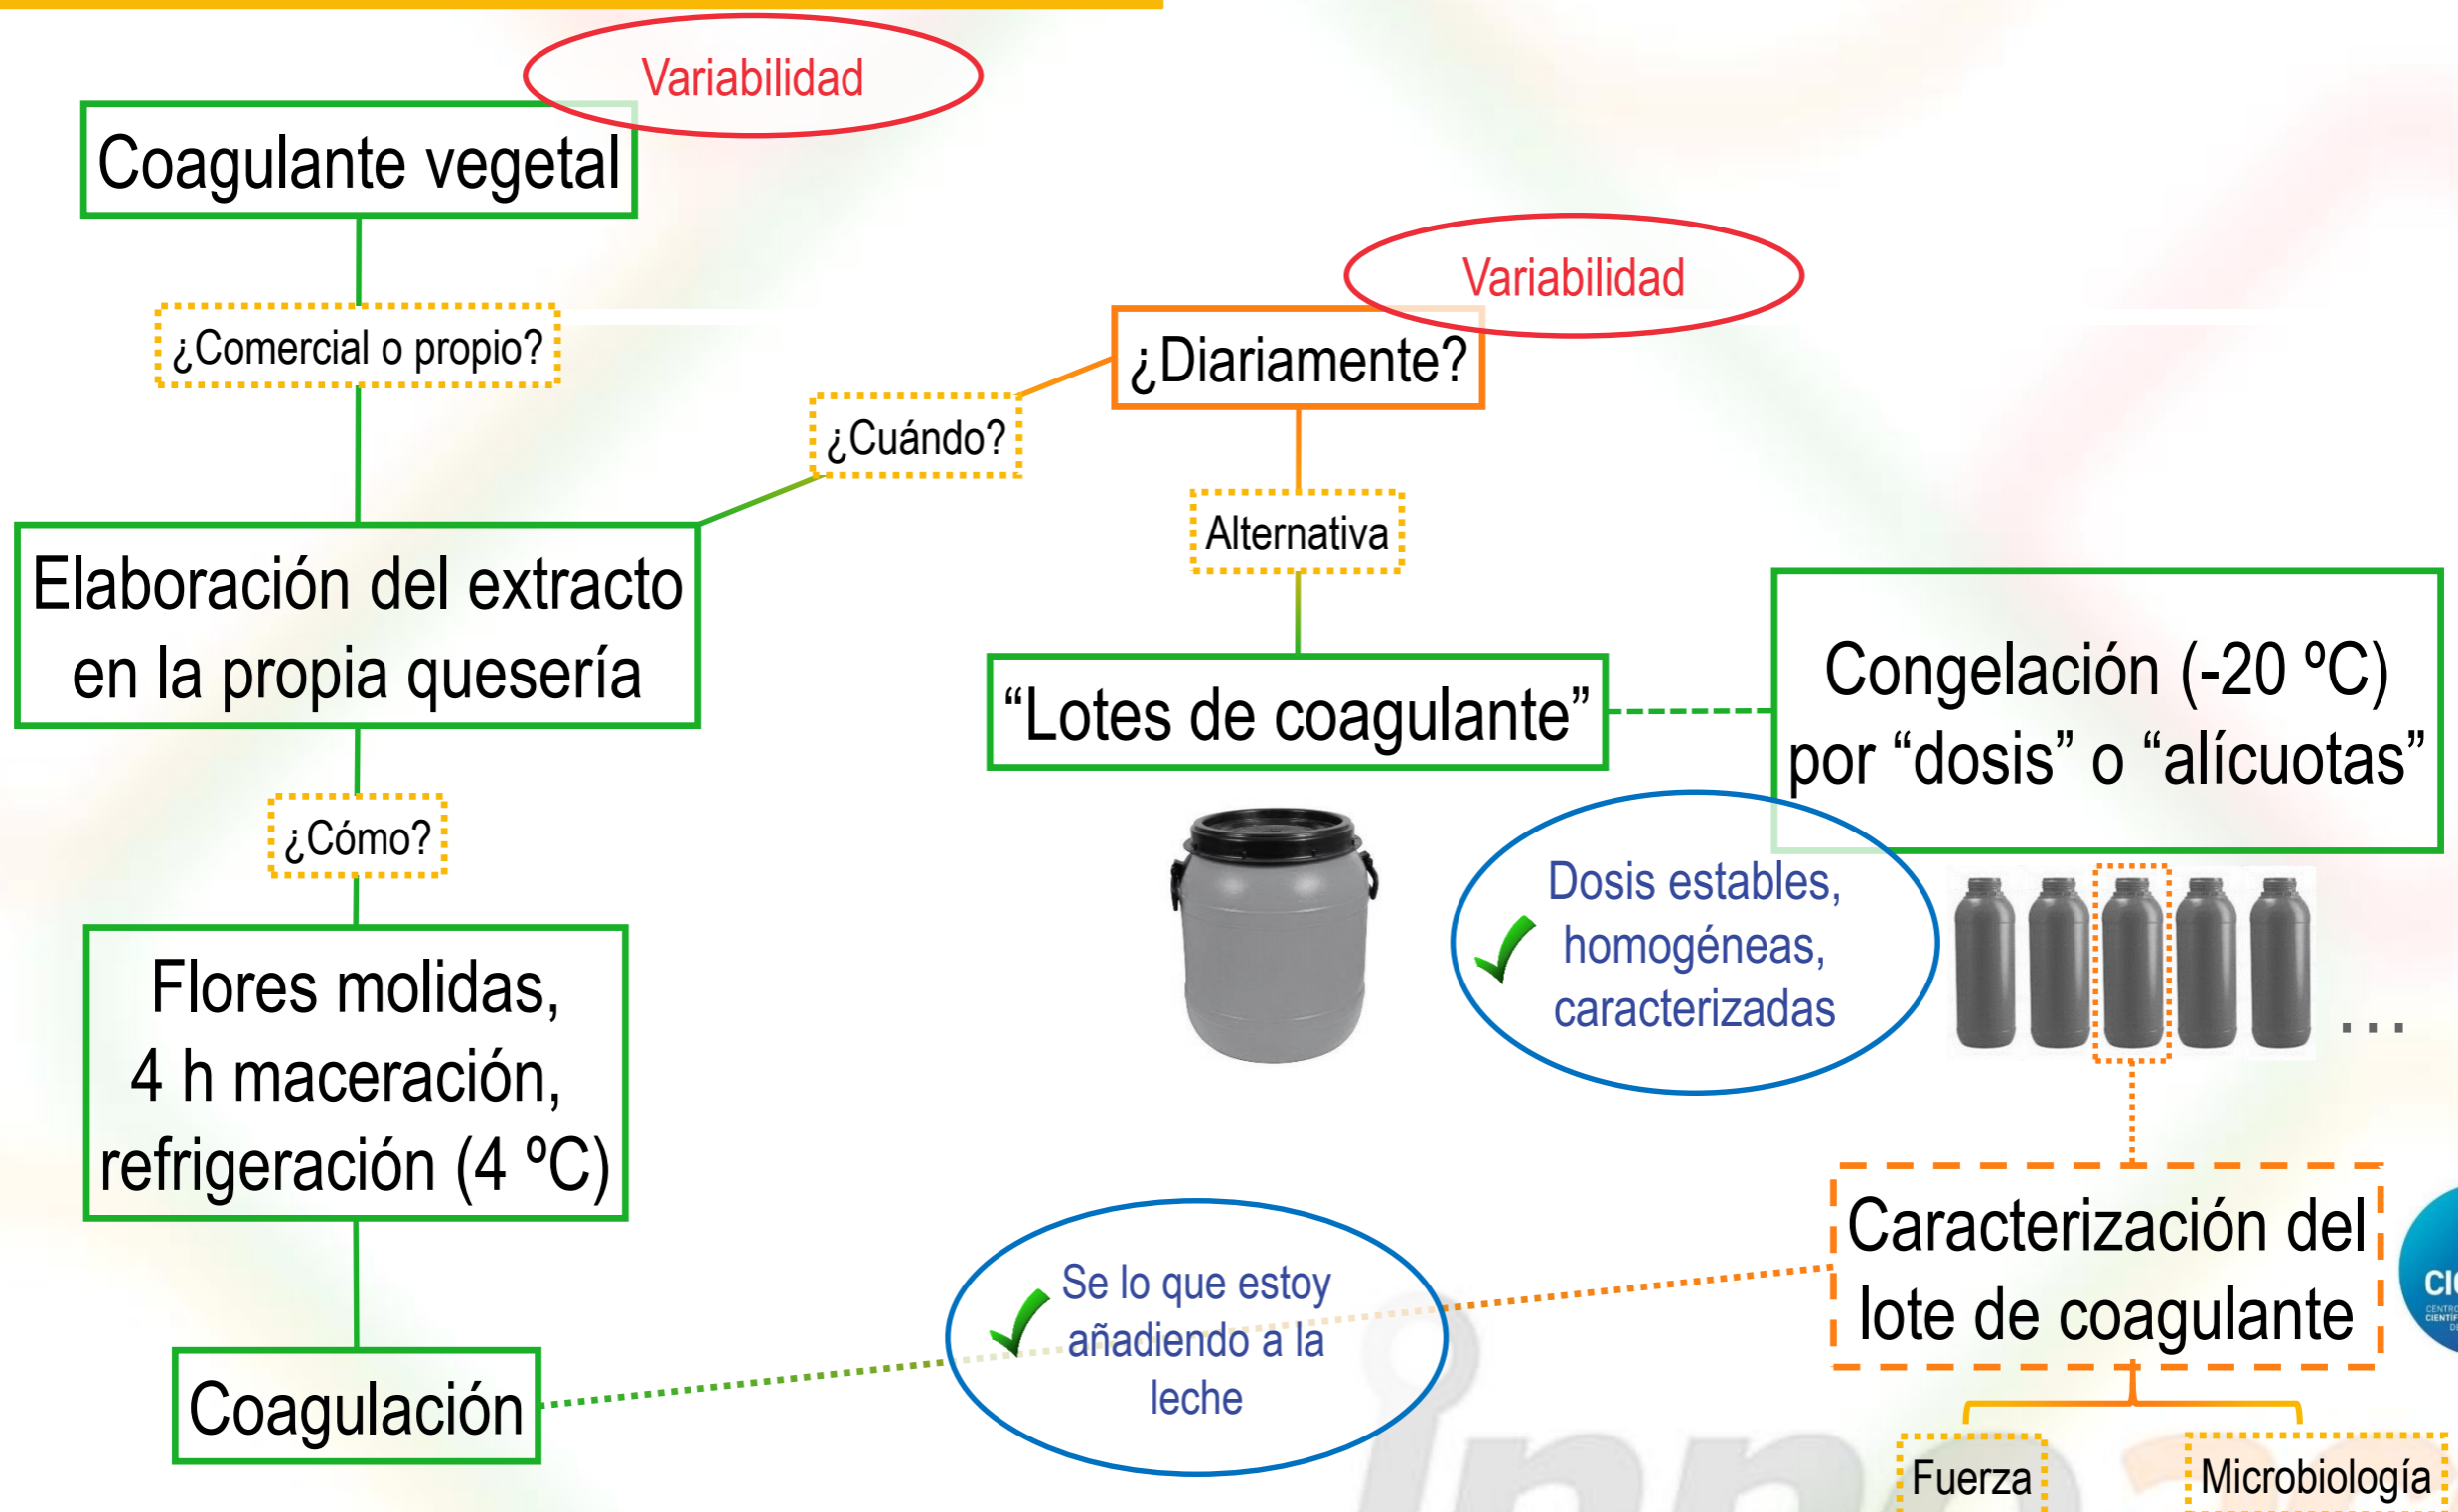 Variabilidad
Coagulante vegetal
¿Comercial o propio?
Elaboración del extracto
en la propia quesería
¿Cómo?
Flores molidas,
4 h maceración,
refrigeración (4 ºC)
Coagulación
¿Cuándo?
Variabilidad
¿Diariamente?
Alternativa
“Lotes de coagulante”
Congelación (-20 ºC)
por “dosis” o “alícuotas”
Dosis estables,
homogéneas,
caracterizadas
...
Se lo que estoy
añadiendo a la
leche
Caracterización del
lote de coagulante
Fuerza
Microbiología